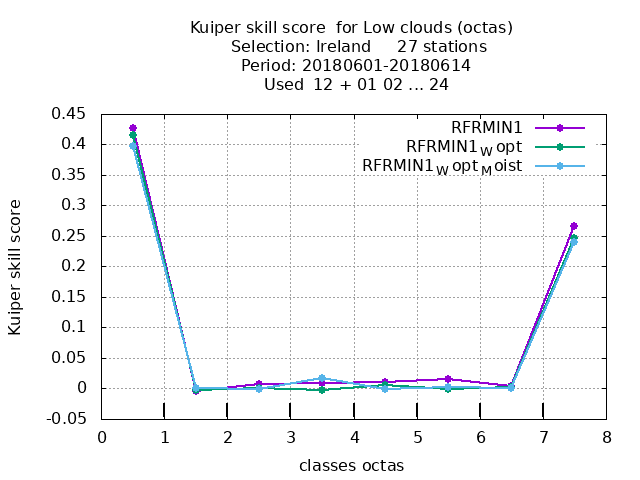 Kuiper skill score  for Low clouds (octas)
Selection: Ireland     27 stations
Period: 20180601-20180614
Used  12 + 01 02 ... 24
RFRMIN1
RFRMIN1W opt
RFRMIN1W optM oist
0.45
0.4
0.35
0.3
0.25
0.2
0.15
0.1
0.05
0
-0.05
Kuiper skill score
0 1 2 3 4 5 6 7 8
classes octas